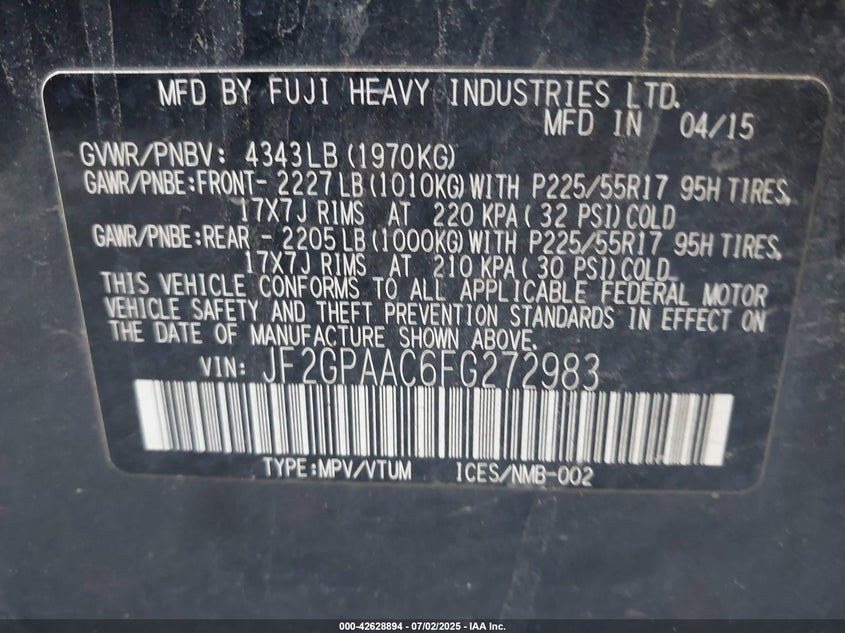 MFD BY FUJI HEAVY INDUSTRIES LTD.
MFD IN 04/15
GVWR/PNBV: 4343LB (1970KG)
GAWR/PNBE:FRONT- 2227 LB (1010KG) WITH P225/55R17 95H TIRES,
17X7J RIMS AT 220 KPA ( 32 PSI) COLD
GAWR/PNBE:REAR - 2205 LB (1000KG) WITH P225/55R17 95H TIRES,
17X7J RIMS AT 210 KPA ( 30 PSI) COLD
THIS VEHICLE CONFORMS TO ALL APPLICABLE FEDERAL MOTOR
VEHICLE SAFETY AND THEFT PREVENTION STANDARDS IN EFFECT ON
THE DATE OF MANUFACTURE SHOWN ABOVE.
VIN: JF2GPAAC6FG272983
TYPE:MPV/VTUM ICES/NMB-002
000-42628894 - 07/02/2025 - IAA Inc.